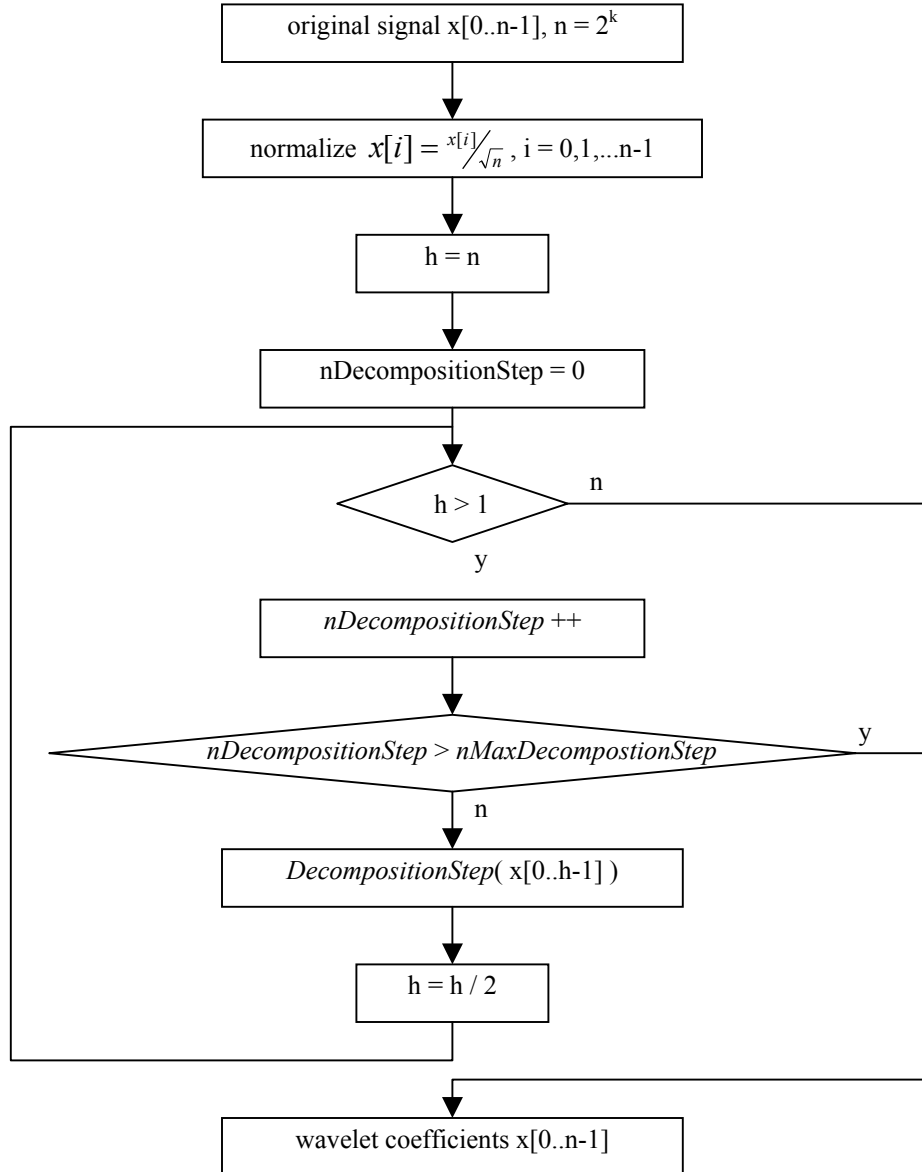 original signal x[0..n-1], n = 2^k
normalize x[i] = x[i]/√n , i = 0,1,...n-1
h = n
nDecompositionStep = 0
h > 1
n
y
nDecompositionStep ++
nDecompositionStep > nMaxDecompostionStep
y
n
DecompositionStep( x[0..h-1] )
h = h / 2
wavelet coefficients x[0..n-1]